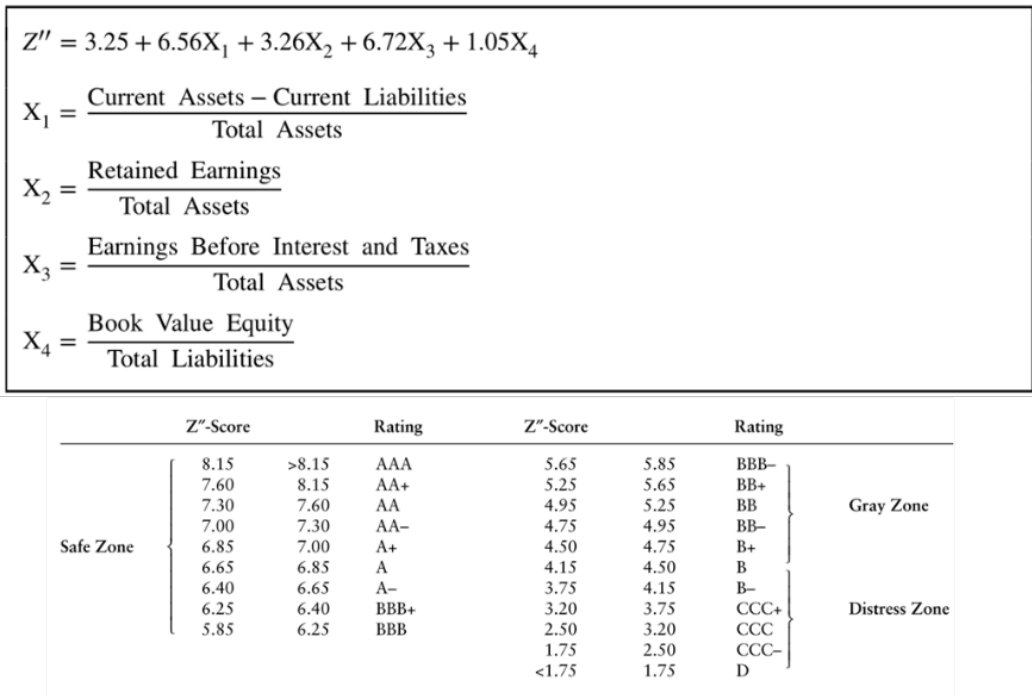 Z″ = 3.25 + 6.56X₁ + 3.26X₂ + 6.72X₃ + 1.05X₄
X₁ = Current Assets – Current Liabilities / Total Assets
X₂ = Retained Earnings / Total Assets
X₃ = Earnings Before Interest and Taxes / Total Assets
X₄ = Book Value Equity / Total Liabilities
Z″-Score Rating Z″-Score Rating
8.15 >8.15 AAA 5.65 5.85 BBB–
7.60 8.15 AA+ 5.25 5.65 BB+
7.30 7.60 AA 4.95 5.25 BB Gray Zone
7.00 7.30 AA– 4.75 4.95 BB–
Safe Zone 6.85 7.00 A+ 4.50 4.75 B+
6.65 6.85 A 4.15 4.50 B
6.40 6.65 A– 3.75 4.15 B–
6.25 6.40 BBB+ 3.20 3.75 CCC+ Distress Zone
5.85 6.25 BBB 2.50 3.20 CCC
1.75 2.50 CCC–
<1.75 1.75 D